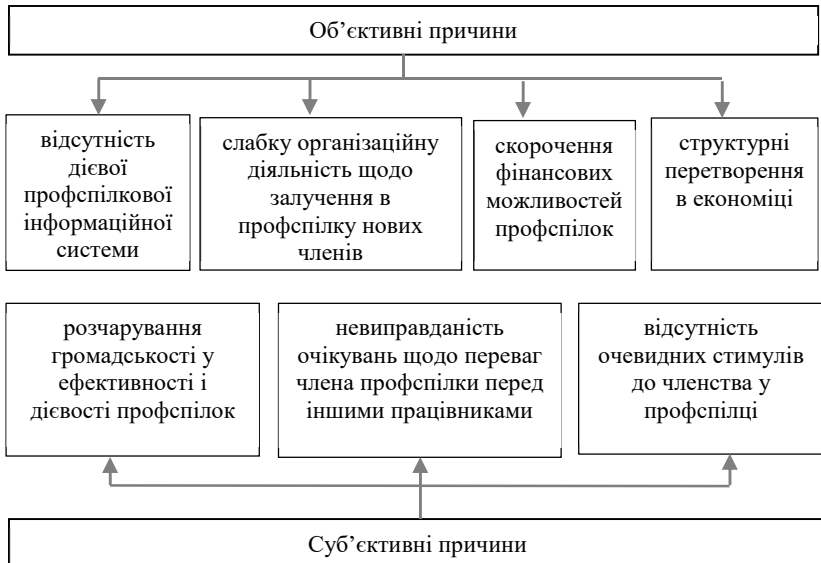 Об’єктивні причини
відсутність
дієвої
профспілкової
інформаційної
системи
слабку організаційну
діяльність щодо
залучення в
профспілку нових
членів
скорочення
фінансових
можливостей
профспілок
структурні
перетворення
в економіці
розчарування
громадськості у
ефективності і
дієвості профспілок
невиправданість
очікувань щодо переваг
члена профспілки перед
іншими працівниками
відсутність
очевидних стимулів
до членства у
профспілці
Суб’єктивні причини